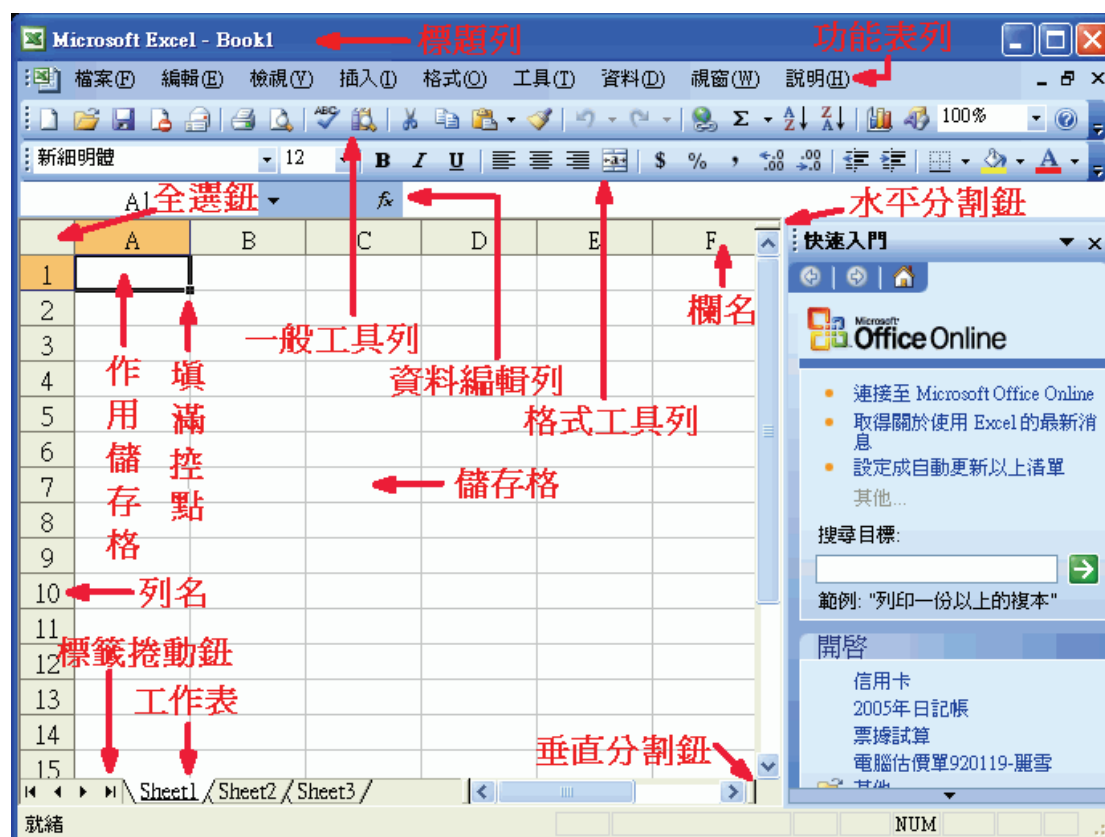 Microsoft Excel - Book1 標題列 功能表列
檔案(F) 編輯(E) 檢視(V) 插入(I) 格式(O) 工具(T) 資料(D) 視窗(W) 說明(H)
ABC Σ 100%
新細明體 12 B I U $ % , .00 .00 A
A1 全選鈕 fx 水平分割鈕
A B C D E F 快速入門
1
2 欄名
3 一般工具列
Microsoft
Office Online
4 作用儲存格 填滿控點 資料編輯列
連接至 Microsoft Office Online
5 格式工具列
取得關於使用 Excel 的最新消
息
6
設定成自動更新以上清單
7 儲存格
其他...
8
搜尋目標:
9
10 列名
範例: "列印一份以上的複本"
11
開啓
12 標籤捲動鈕
信用卡
13 工作表
2005年日記帳
14 垂直分割鈕
票據試算
15
電腦估價單920119-麗雪
其他...
Sheet1 Sheet2 Sheet3
就緒 NUM